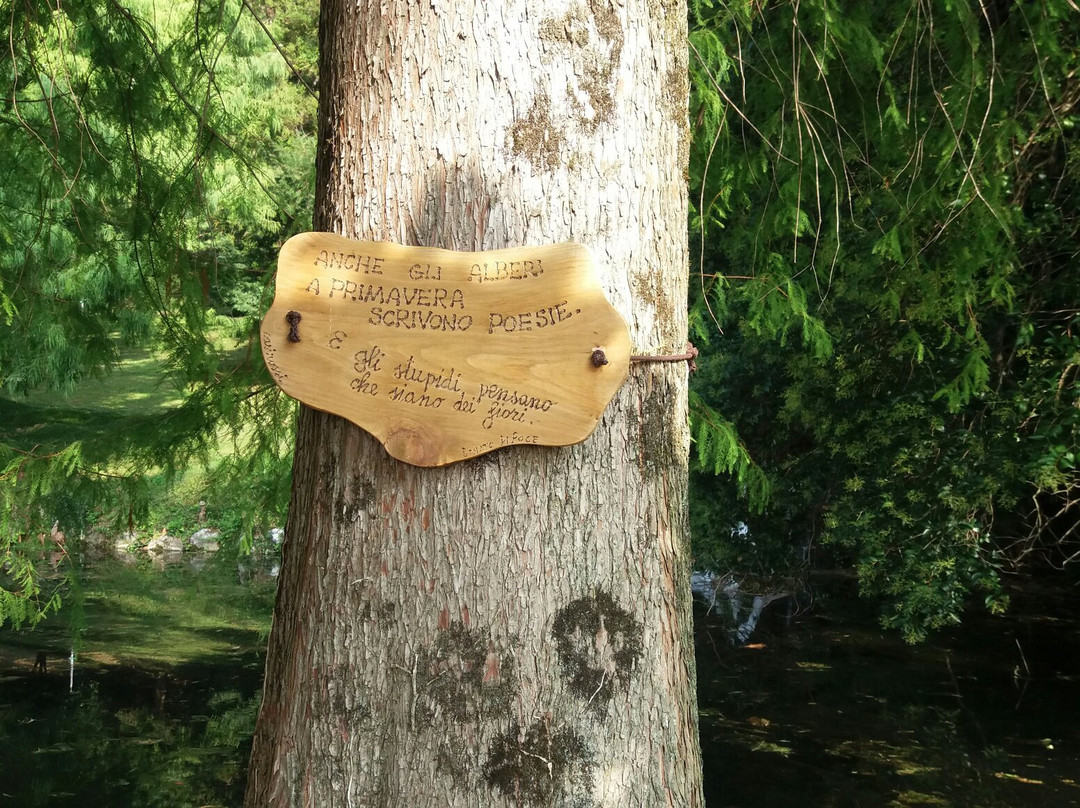 ANCHE GLI ALBERI
A PRIMAVERA
SCRIVONO POESIE.
E gli stupidi pensano
che siano dei fiori.